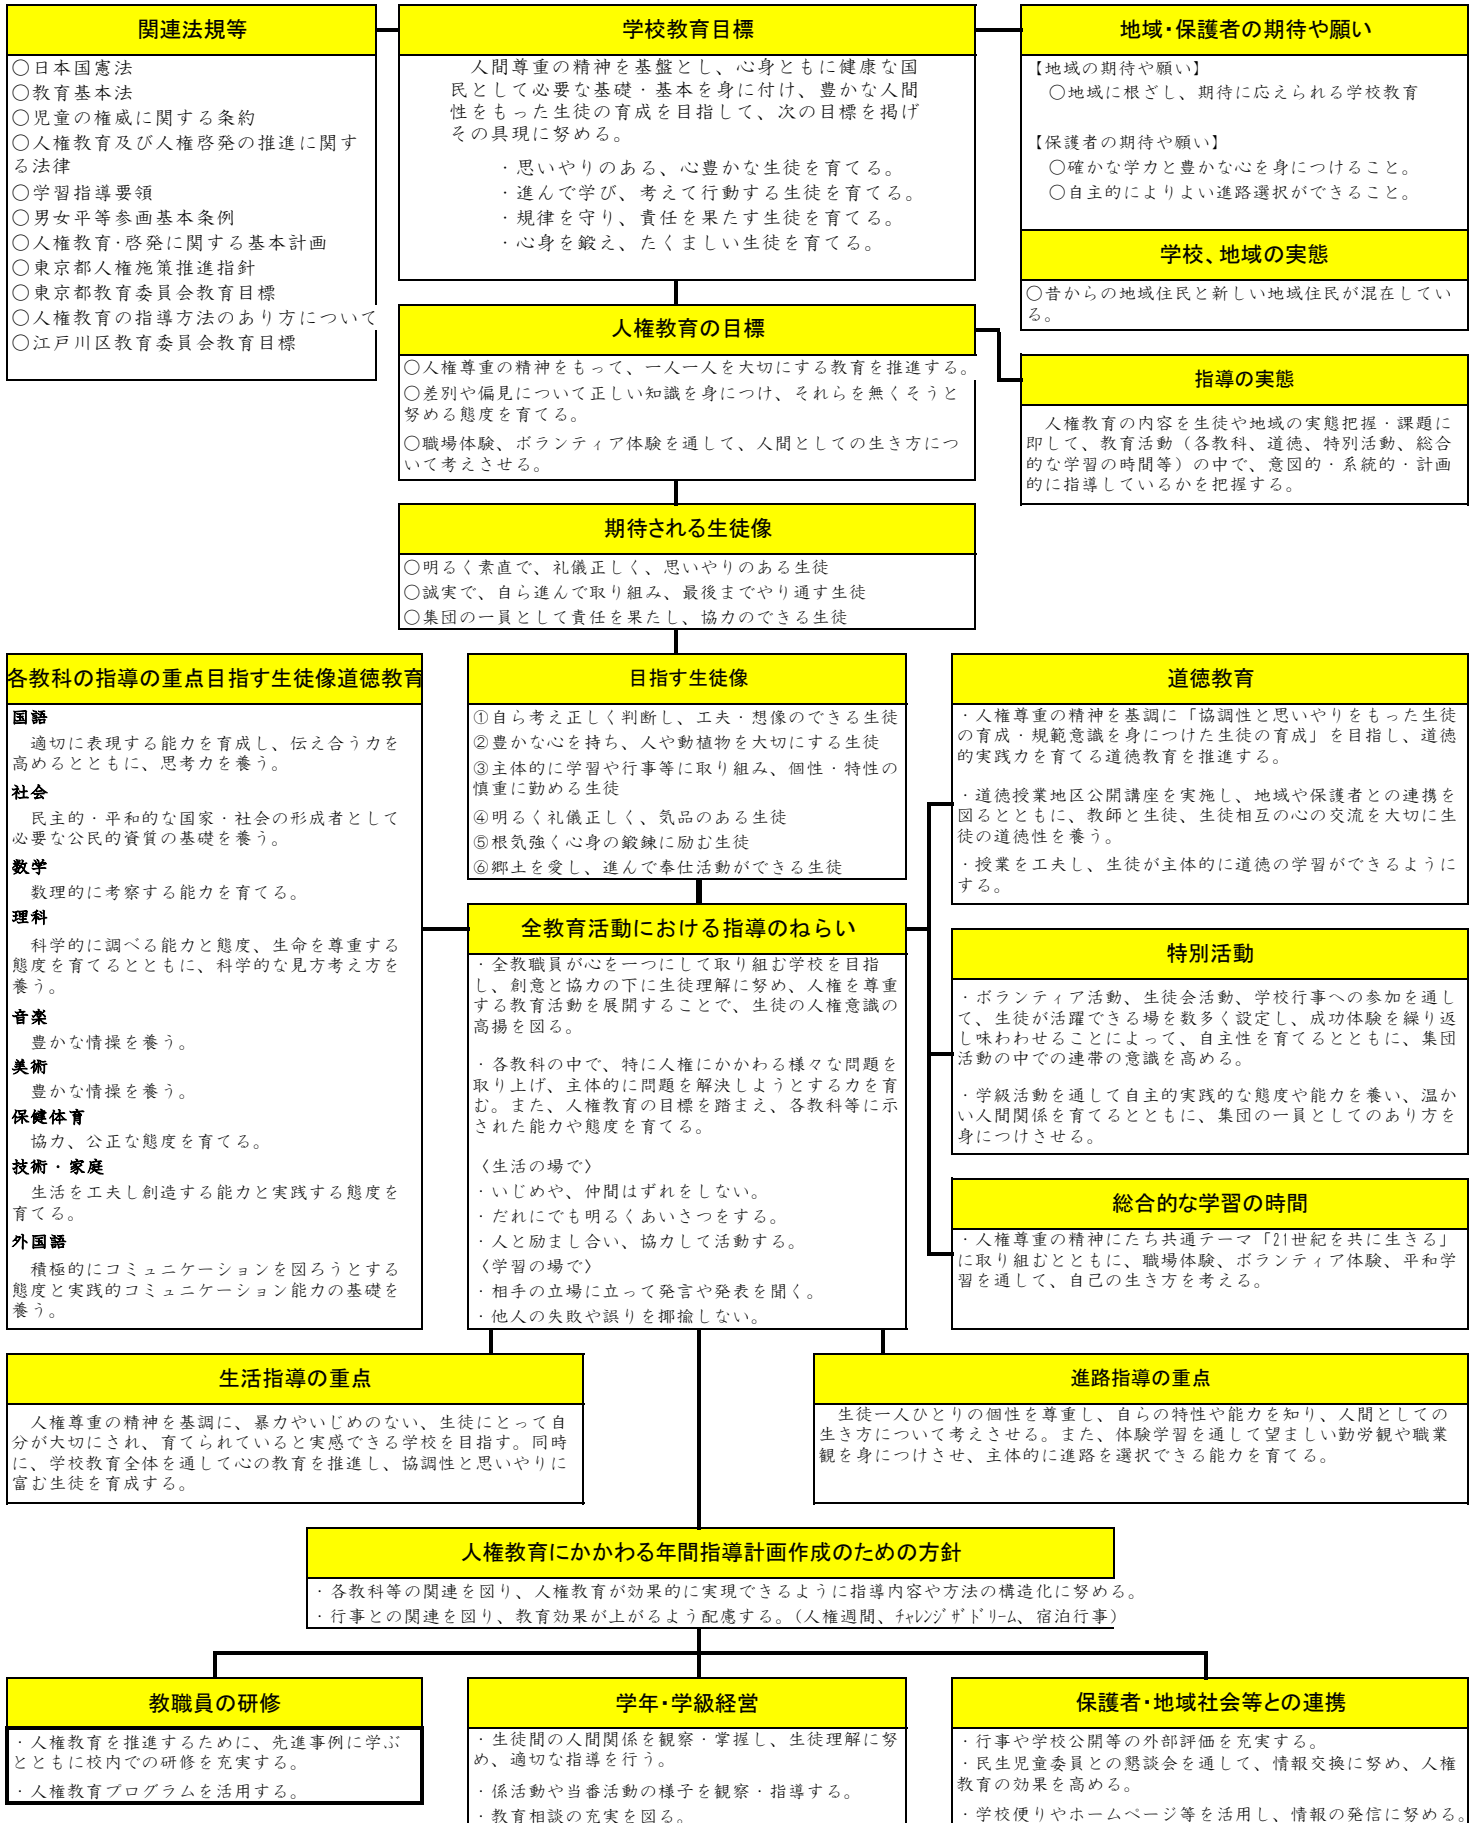 関連法規等
〇日本国憲法
〇教育基本法
〇児童の権威に関する条約
〇人権教育及び人権啓発の推進に関す
る法律
〇学習指導要領
〇男女平等参画基本条例
〇人権教育・啓発に関する基本計画
〇東京都人権施策推進指針
〇東京都教育委員会教育目標
〇人権教育の指導方法のあり方について
〇江戸川区教育委員会教育目標
学校教育目標
人間尊重の精神を基盤とし、心身ともに健康な国
民として必要な基礎・基本を身に付け、豊かな人間
性をもった生徒の育成を目指して、次の目標を掲げ
その具現に努める。
・思いやりのある、心豊かな生徒を育てる。
・進んで学び、考えて行動する生徒を育てる。
・規律を守り、責任を果たす生徒を育てる。
・心身を鍛え、たくましい生徒を育てる。
地域・保護者の期待や願い
【地域の期待や願い】
〇地域に根ざし、期待に応えられる学校教育
【保護者の期待や願い】
〇確かな学力と豊かな心を身につけること。
〇自主的によりよい進路選択ができること。
学校、地域の実態
〇昔からの地域住民と新しい地域住民が混在してい
る。
人権教育の目標
〇人権尊重の精神をもって、一人一人を大切にする教育を推進する。
〇差別や偏見について正しい知識を身につけ、それらを無くそうと
努める態度を育てる。
〇職場体験、ボランティア体験を通して、人間としての生き方につ
いて考えさせる。
指導の実態
人権教育の内容を生徒や地域の実態把握・課題に
即して、教育活動（各教科、道徳、特別活動、総合
的な学習の時間等）の中で、意図的・系統的・計画
的に指導しているかを把握する。
期待される生徒像
〇明るく素直で、礼儀正しく、思いやりのある生徒
〇誠実で、自ら進んで取り組み、最後までやり通す生徒
〇集団の一員として責任を果たし、協力のできる生徒
各教科の指導の重点目指す生徒像道徳教育
国語
適切に表現する能力を育成し、伝え合う力を
高めるとともに、思考力を養う。
社会
民主的・平和的な国家・社会の形成者として
必要な公民的資質の基礎を養う。
数学
数理的に考察する能力を育てる。
理科
科学的に調べる能力と態度、生命を尊重する
態度を育てるとともに、科学的な見方考え方を
養う。
音楽
豊かな情操を養う。
美術
豊かな情操を養う。
保健体育
協力、公正な態度を育てる。
技術・家庭
生活を工夫し創造する能力と実践する態度を
育てる。
外国語
積極的にコミュニケーションを図ろうとする
態度と実践的コミュニケーション能力の基礎を
養う。
目指す生徒像
①自ら考え正しく判断し、工夫・想像のできる生徒
②豊かな心を持ち、人や動植物を大切にする生徒
③主体的に学習や行事等に取り組み、個性・特性の
慎重に勤める生徒
④明るく礼儀正しく、気品のある生徒
⑤根気強く心身の鍛錬に励む生徒
⑥郷土を愛し、進んで奉仕活動ができる生徒
全教育活動における指導のねらい
・全教職員が心を一つにして取り組む学校を目指
し、創意と協力の下に生徒理解に努め、人権を尊重
する教育活動を展開することで、生徒の人権意識の
高揚を図る。
・各教科の中で、特に人権にかかわる様々な問題を
取り上げ、主体的に問題を解決しようとする力を育
む。また、人権教育の目標を踏まえ、各教科等に示
された能力や態度を育てる。
〈生活の場で〉
・いじめや、仲間はずれをしない。
・だれにでも明るくあいさつをする。
・人と励まし合い、協力して活動する。
〈学習の場で〉
・相手の立場に立って発言や発表を聞く。
・他人の失敗や誤りを揶揄しない。
道徳教育
・人権尊重の精神を基調に「協調性と思いやりをもった生徒
の育成・規範意識を身につけた生徒の育成」を目指し、道徳
的実践力を育てる道徳教育を推進する。
・道徳授業地区公開講座を実施し、地域や保護者との連携を
図るとともに、教師と生徒、生徒相互の心の交流を大切に生
徒の道徳性を養う。
・授業を工夫し、生徒が主体的に道徳の学習ができるように
する。
特別活動
・ボランティア活動、生徒会活動、学校行事への参加を通し
て、生徒が活躍できる場を数多く設定し、成功体験を繰り返
し味わわせることによって、自主性を育てるとともに、集団
活動の中での連帯の意識を高める。
・学級活動を通して自主的実践的な態度や能力を養い、温か
い人間関係を育てるとともに、集団の一員としてのあり方を
身につけさせる。
総合的な学習の時間
・人権尊重の精神にたち共通テーマ「21世紀を共に生きる」
に取り組むとともに、職場体験、ボランティア体験、平和学
習を通して、自己の生き方を考える。
生活指導の重点
人権尊重の精神を基調に、暴力やいじめのない、生徒にとって自
分が大切にされ、育てられていると実感できる学校を目指す。同時
に、学校教育全体を通して心の教育を推進し、協調性と思いやりに
富む生徒を育成する。
進路指導の重点
生徒一人ひとりの個性を尊重し、自らの特性や能力を知り、人間としての
生き方について考えさせる。また、体験学習を通して望ましい勤労観や職業
観を身につけさせ、主体的に進路を選択できる能力を育てる。
人権教育にかかわる年間指導計画作成のための方針
・各教科等の関連を図り、人権教育が効果的に実現できるように指導内容や方法の構造化に努める。
・行事との関連を図り、教育効果が上がるよう配慮する。(人権週間、ﾁｬﾚﾝｼﾞｻﾞﾄﾞﾘｰﾑ、宿泊行事)
教職員の研修
・人権教育を推進するために、先進事例に学ぶ
とともに校内での研修を充実する。
・人権教育プログラムを活用する。
学年・学級経営
・生徒間の人間関係を観察・掌握し、生徒理解に努
め、適切な指導を行う。
・係活動や当番活動の様子を観察・指導する。
・教育相談の充実を図る。
保護者・地域社会等との連携
・行事や学校公開等の外部評価を充実する。
・民生児童委員との懇談会を通して、情報交換に努め、人権
教育の効果を高める。
・学校便りやホームページ等を活用し、情報の発信に努める。